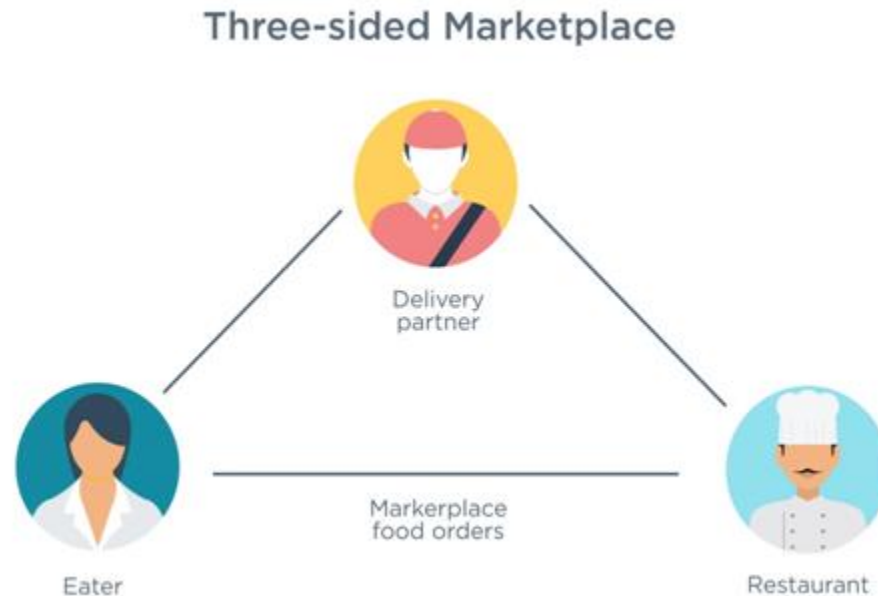 Three-sided Marketplace
Delivery
partner
Markerplace
food orders
Eater
Restaurant